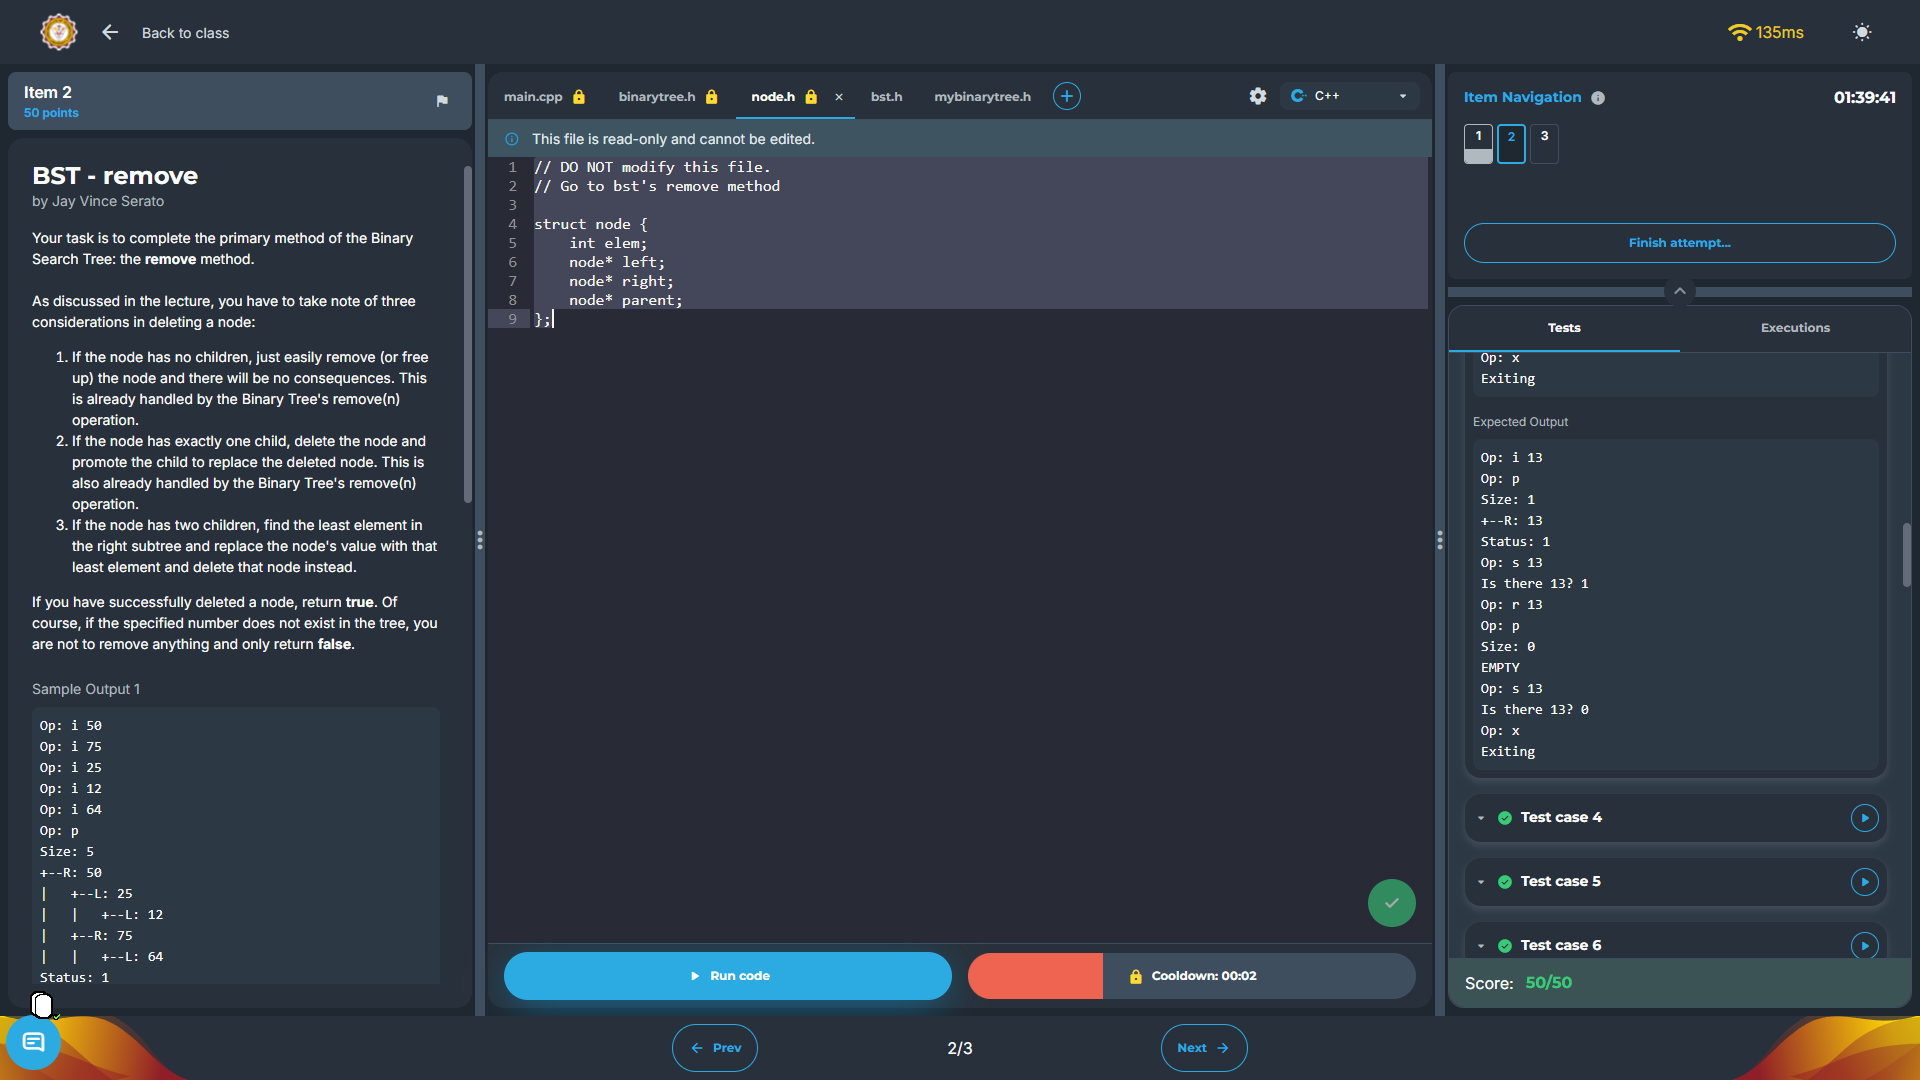 Back to class
135ms
Item 2
50 points
BST - remove
by Jay Vince Serato
Your task is to complete the primary method of the Binary
Search Tree: the remove method.
As discussed in the lecture, you have to take note of three
considerations in deleting a node:
1. If the node has no children, just easily remove (or free
up) the node and there will be no consequences. This
is already handled by the Binary Tree's remove(n)
operation.
2. If the node has exactly one child, delete the node and
promote the child to replace the deleted node. This is
also already handled by the Binary Tree's remove(n)
operation.
3. If the node has two children, find the least element in
the right subtree and replace the node's value with that
least element and delete that node instead.
If you have successfully deleted a node, return true. Of
course, if the specified number does not exist in the tree, you
are not to remove anything and only return false.
Sample Output 1
Op: i 50
Op: i 75
Op: i 25
Op: i 12
Op: i 64
Op: p
Size: 5
+--R: 50
|   +--L: 25
|   |   +--L: 12
|   +--R: 75
|   |   +--L: 64
Status: 1
main.cpp binarytree.h node.h × bst.h mybinarytree.h + C++
This file is read-only and cannot be edited.
1 // DO NOT modify this file.
2 // Go to bst's remove method
3
4 struct node {
5     int elem;
6     node* left;
7     node* right;
8     node* parent;
9 };
Run code
Cooldown: 00:02
Prev
2/3
Next
Item Navigation
01:39:41
1 2 3
Finish attempt...
Tests
Executions
Op: x
Exiting
Expected Output
Op: i 13
Op: p
Size: 1
+--R: 13
Status: 1
Op: s 13
Is there 13? 1
Op: r 13
Op: p
Size: 0
EMPTY
Op: s 13
Is there 13? 0
Op: x
Exiting
Test case 4
Test case 5
Test case 6
Score: 50/50